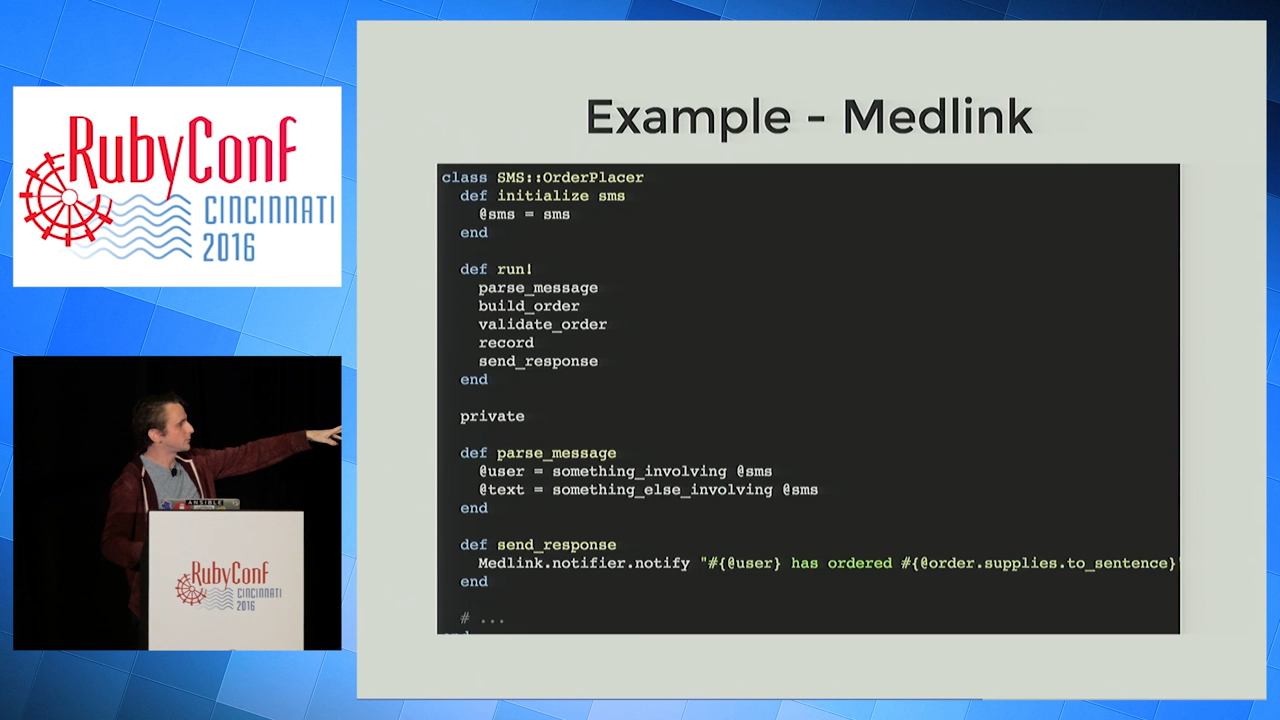 RubyConf
CINCINNATI
2016
Example - Medlink
class SMS::OrderPlacer
  def initialize sms
    @sms = sms
  end

  def run!
    parse_message
    build_order
    validate_order
    record
    send_response
  end

  private

  def parse_message
    @user = something_involving @sms
    @text = something_else_involving @sms
  end

  def send_response
    Medlink.notifier.notify "#{@user} has ordered #{@order.supplies.to_sentence}"
  end

  # ...
end
ANSIBLE
RubyConf
CINCINNATI
2016